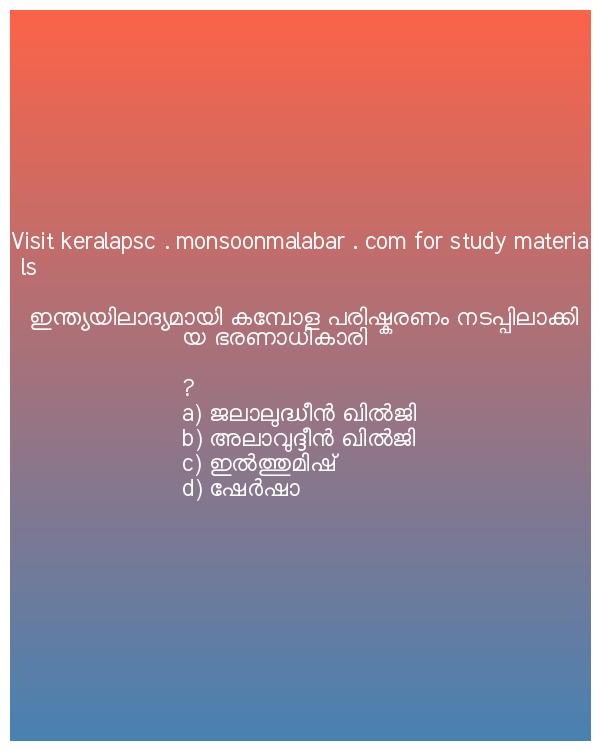 Visit keralapsc . monsoonmalabar . com for study materia
ls
ഇന്ത്യയിലാദ്യമായി കമ്പോള പരിഷ്കരണം നടപ്പിലാക്കി
യ ഭരണാധികാരി
?
a) ജലാലുദ്ധീൻ ഖിൽജി
b) അലാവുദ്ദീൻ ഖിൽജി
c) ഇൽത്തുമിഷ്
d) ഷേർഷാ